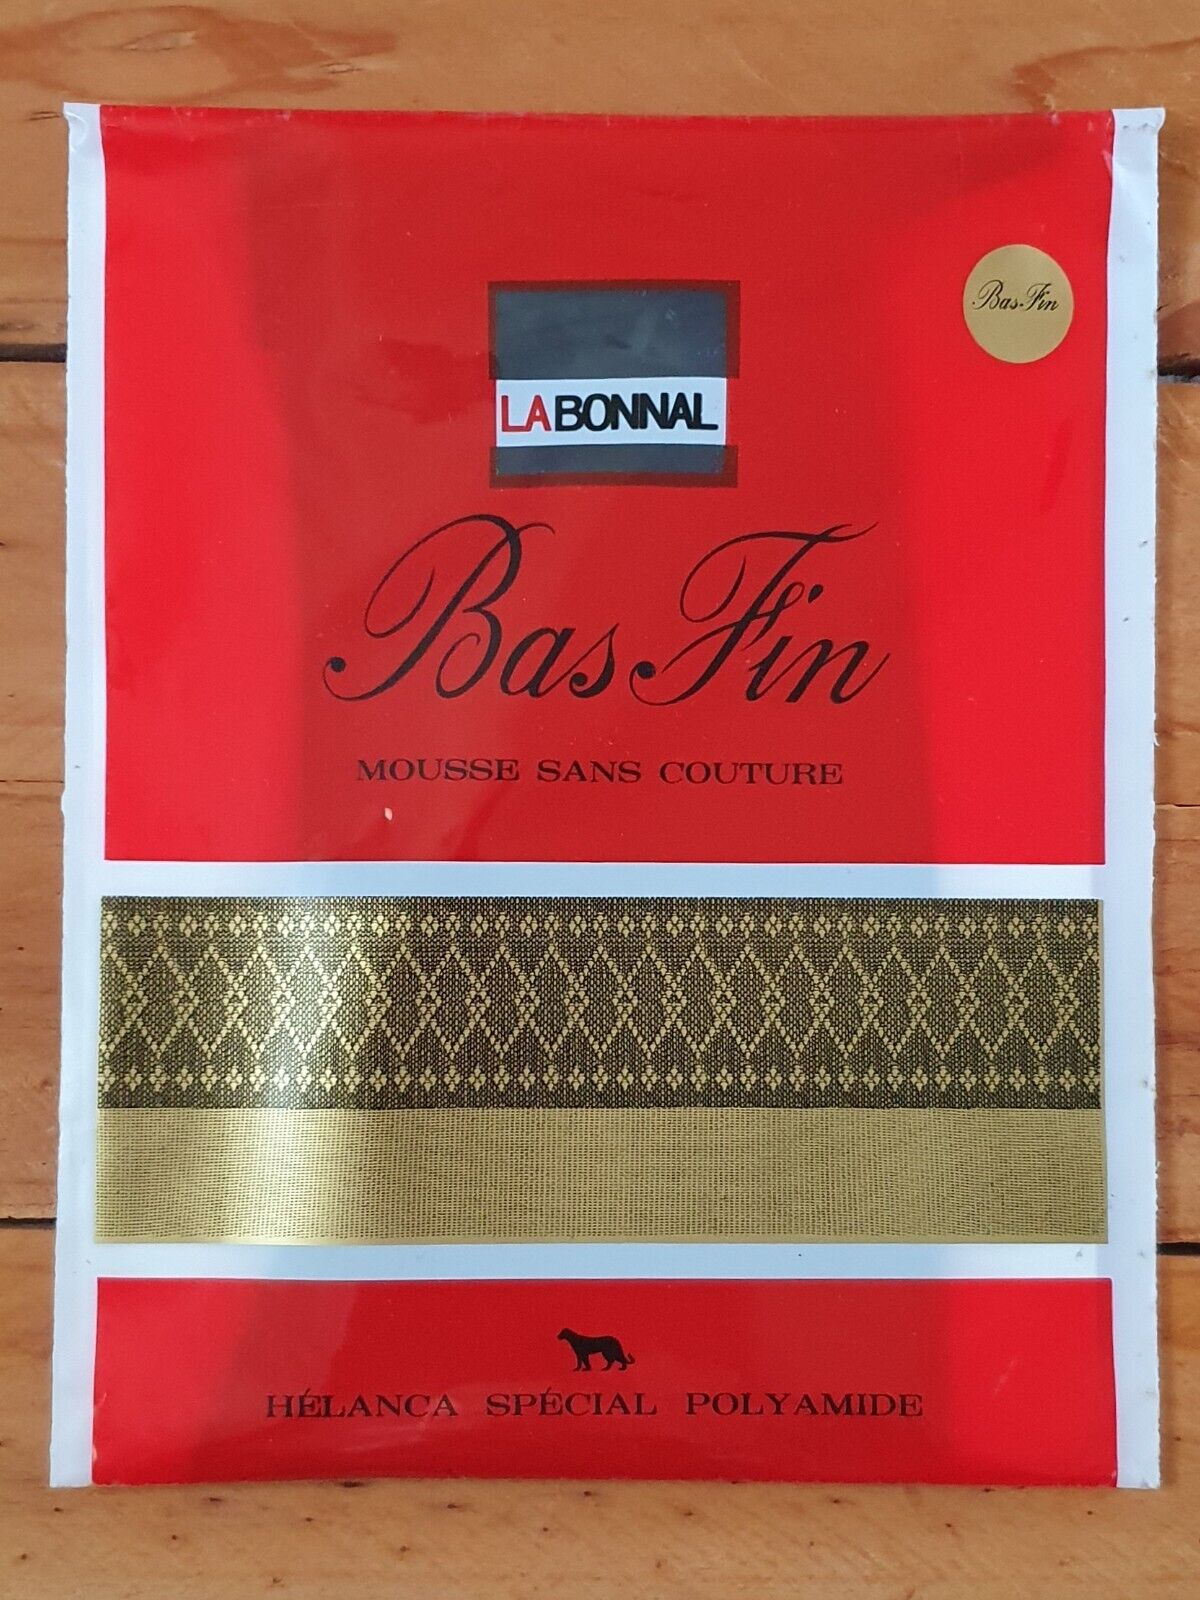 Bas Fin
LABONNAL
Bas Fin
MOUSSE SANS COUTURE
HÉLANCA SPÉCIAL POLYAMIDE